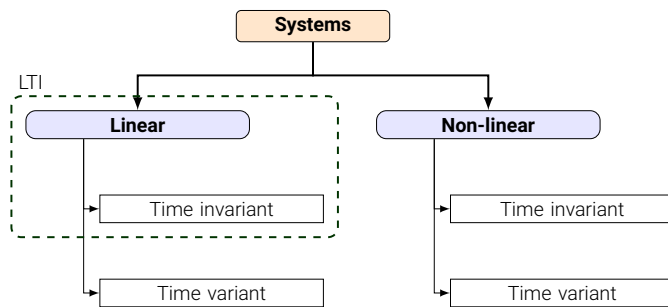 Systems
LTI
Linear
Non-linear
Time invariant
Time invariant
Time variant
Time variant